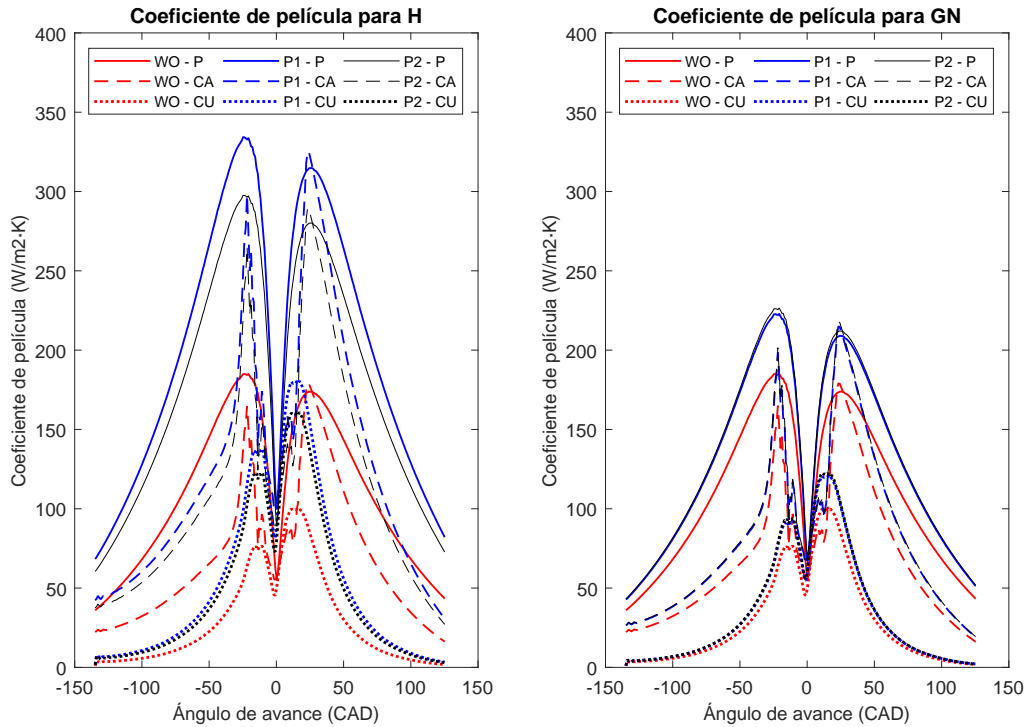 Coeficiente de película para H
400
350
300
250
200
150
100
50
0
Coeficiente de película (W/m2·K)
WO - P
WO - CA
WO - CU
P1 - P
P1 - CA
P1 - CU
P2 - P
P2 - CA
P2 - CU
-150 -100 -50 0 50 100 150
Ángulo de avance (CAD)
Coeficiente de película para GN
400
350
300
250
200
150
100
50
0
Coeficiente de película (W/m2·K)
WO - P
WO - CA
WO - CU
P1 - P
P1 - CA
P1 - CU
P2 - P
P2 - CA
P2 - CU
-150 -100 -50 0 50 100 150
Ángulo de avance (CAD)